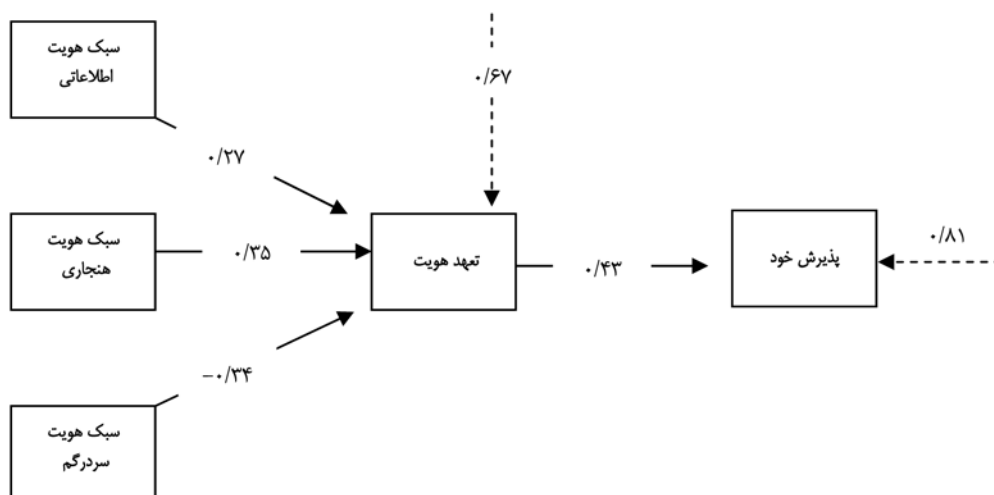 سبک هویت
اطلاعاتی
۰/۶۷
۰/۲۷
سبک هویت
هنجاری
۰/۳۵
تعهد هویت
۰/۴۳
پذیرش خود
۰/۸۱
−۰/۳۴
سبک هویت
سردرگم